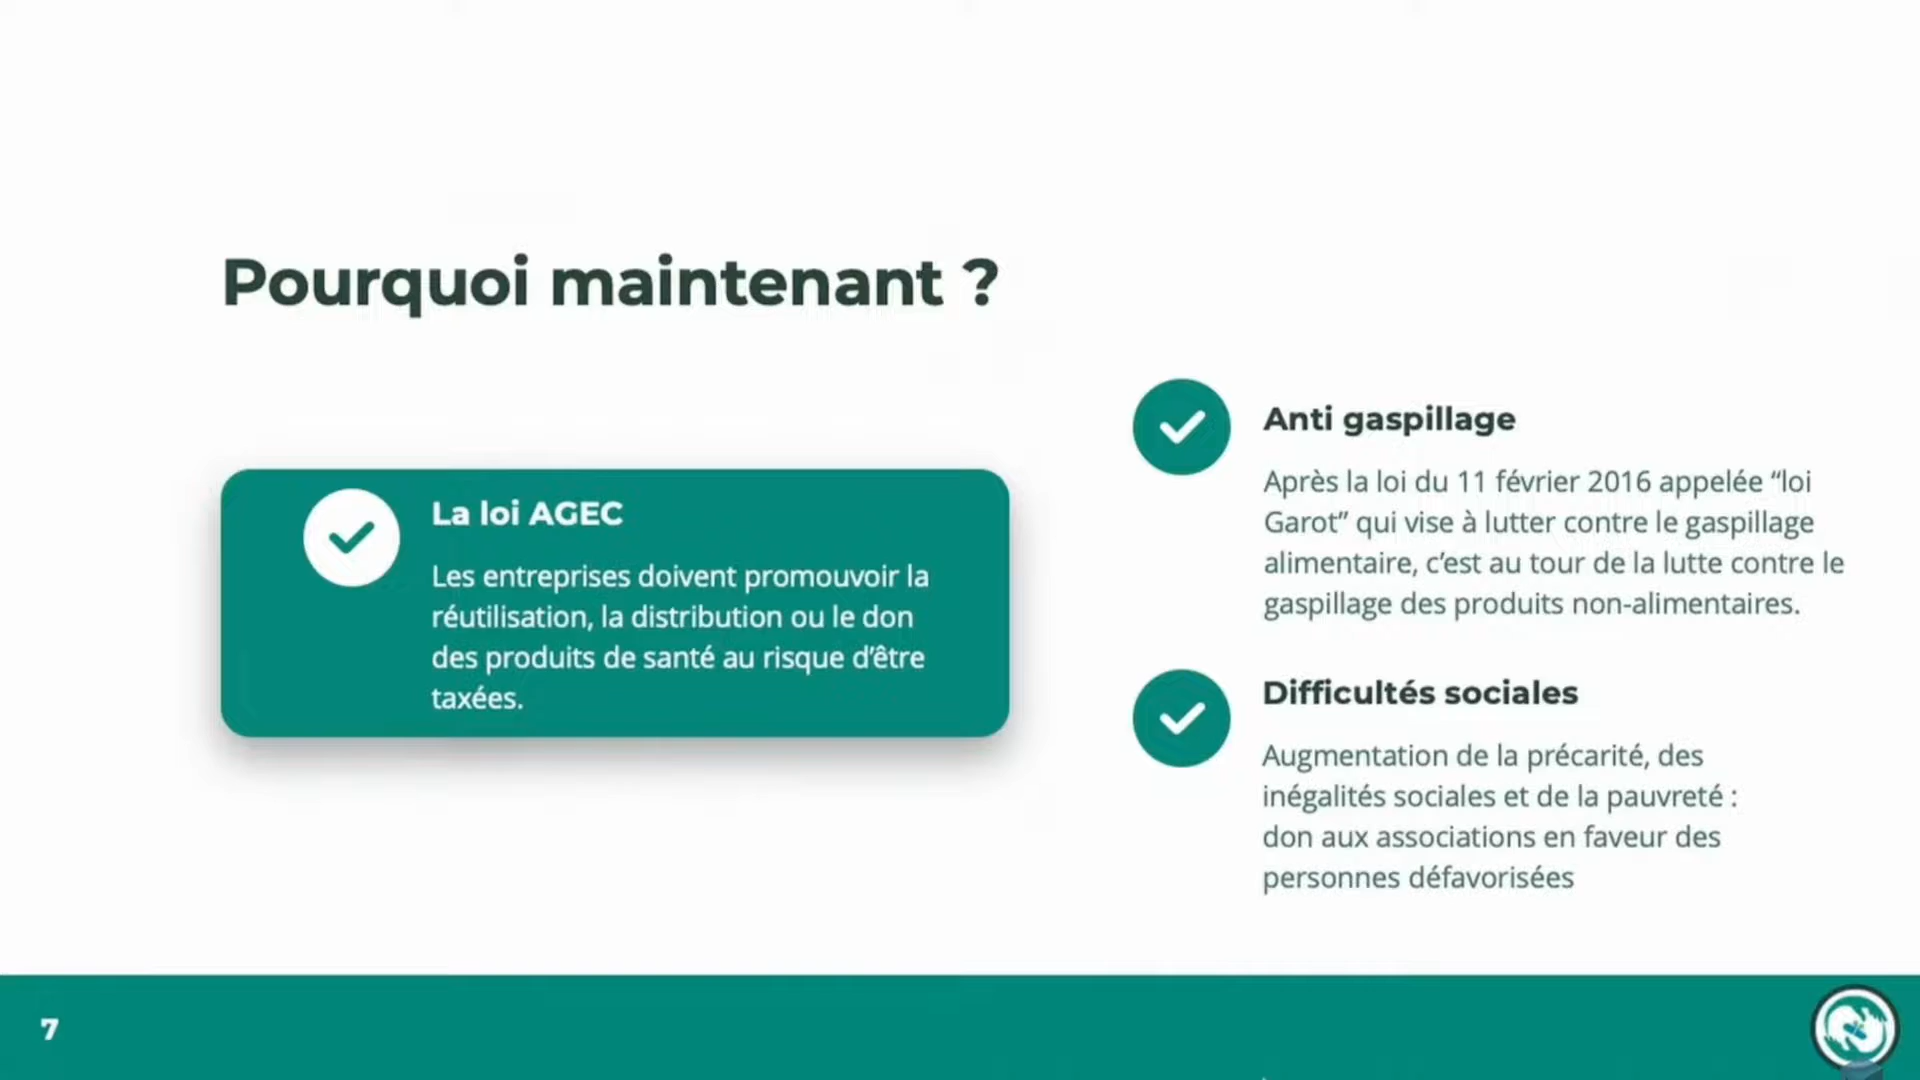 Pourquoi maintenant ?
La loi AGEC
Les entreprises doivent promouvoir la
réutilisation, la distribution ou le don
des produits de santé au risque d’être
taxées.
Anti gaspillage
Après la loi du 11 février 2016 appelée “loi
Garot” qui vise à lutter contre le gaspillage
alimentaire, c’est au tour de la lutte contre le
gaspillage des produits non-alimentaires.
Difficultés sociales
Augmentation de la précarité, des
inégalités sociales et de la pauvreté :
don aux associations en faveur des
personnes défavorisées
7